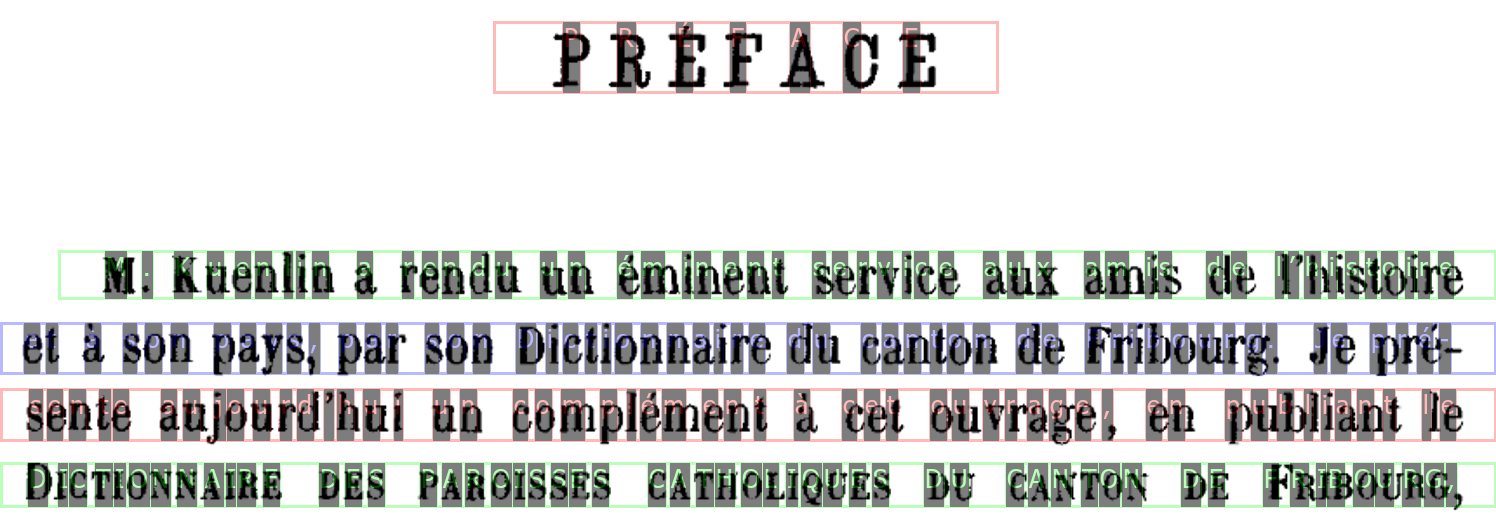 PRÉFACE
M. Kuenlin a rendu un éminent service aux amis de l'histoire
et à son pays, par son Dictionnaire du canton de Fribourg. Je pré-
sente aujourd'hui un complément à cet ouvrage, en publiant le
DICTIONNAIRE DES PAROISSES CATHOLIQUES DU CANTON DE FRIBOURG,